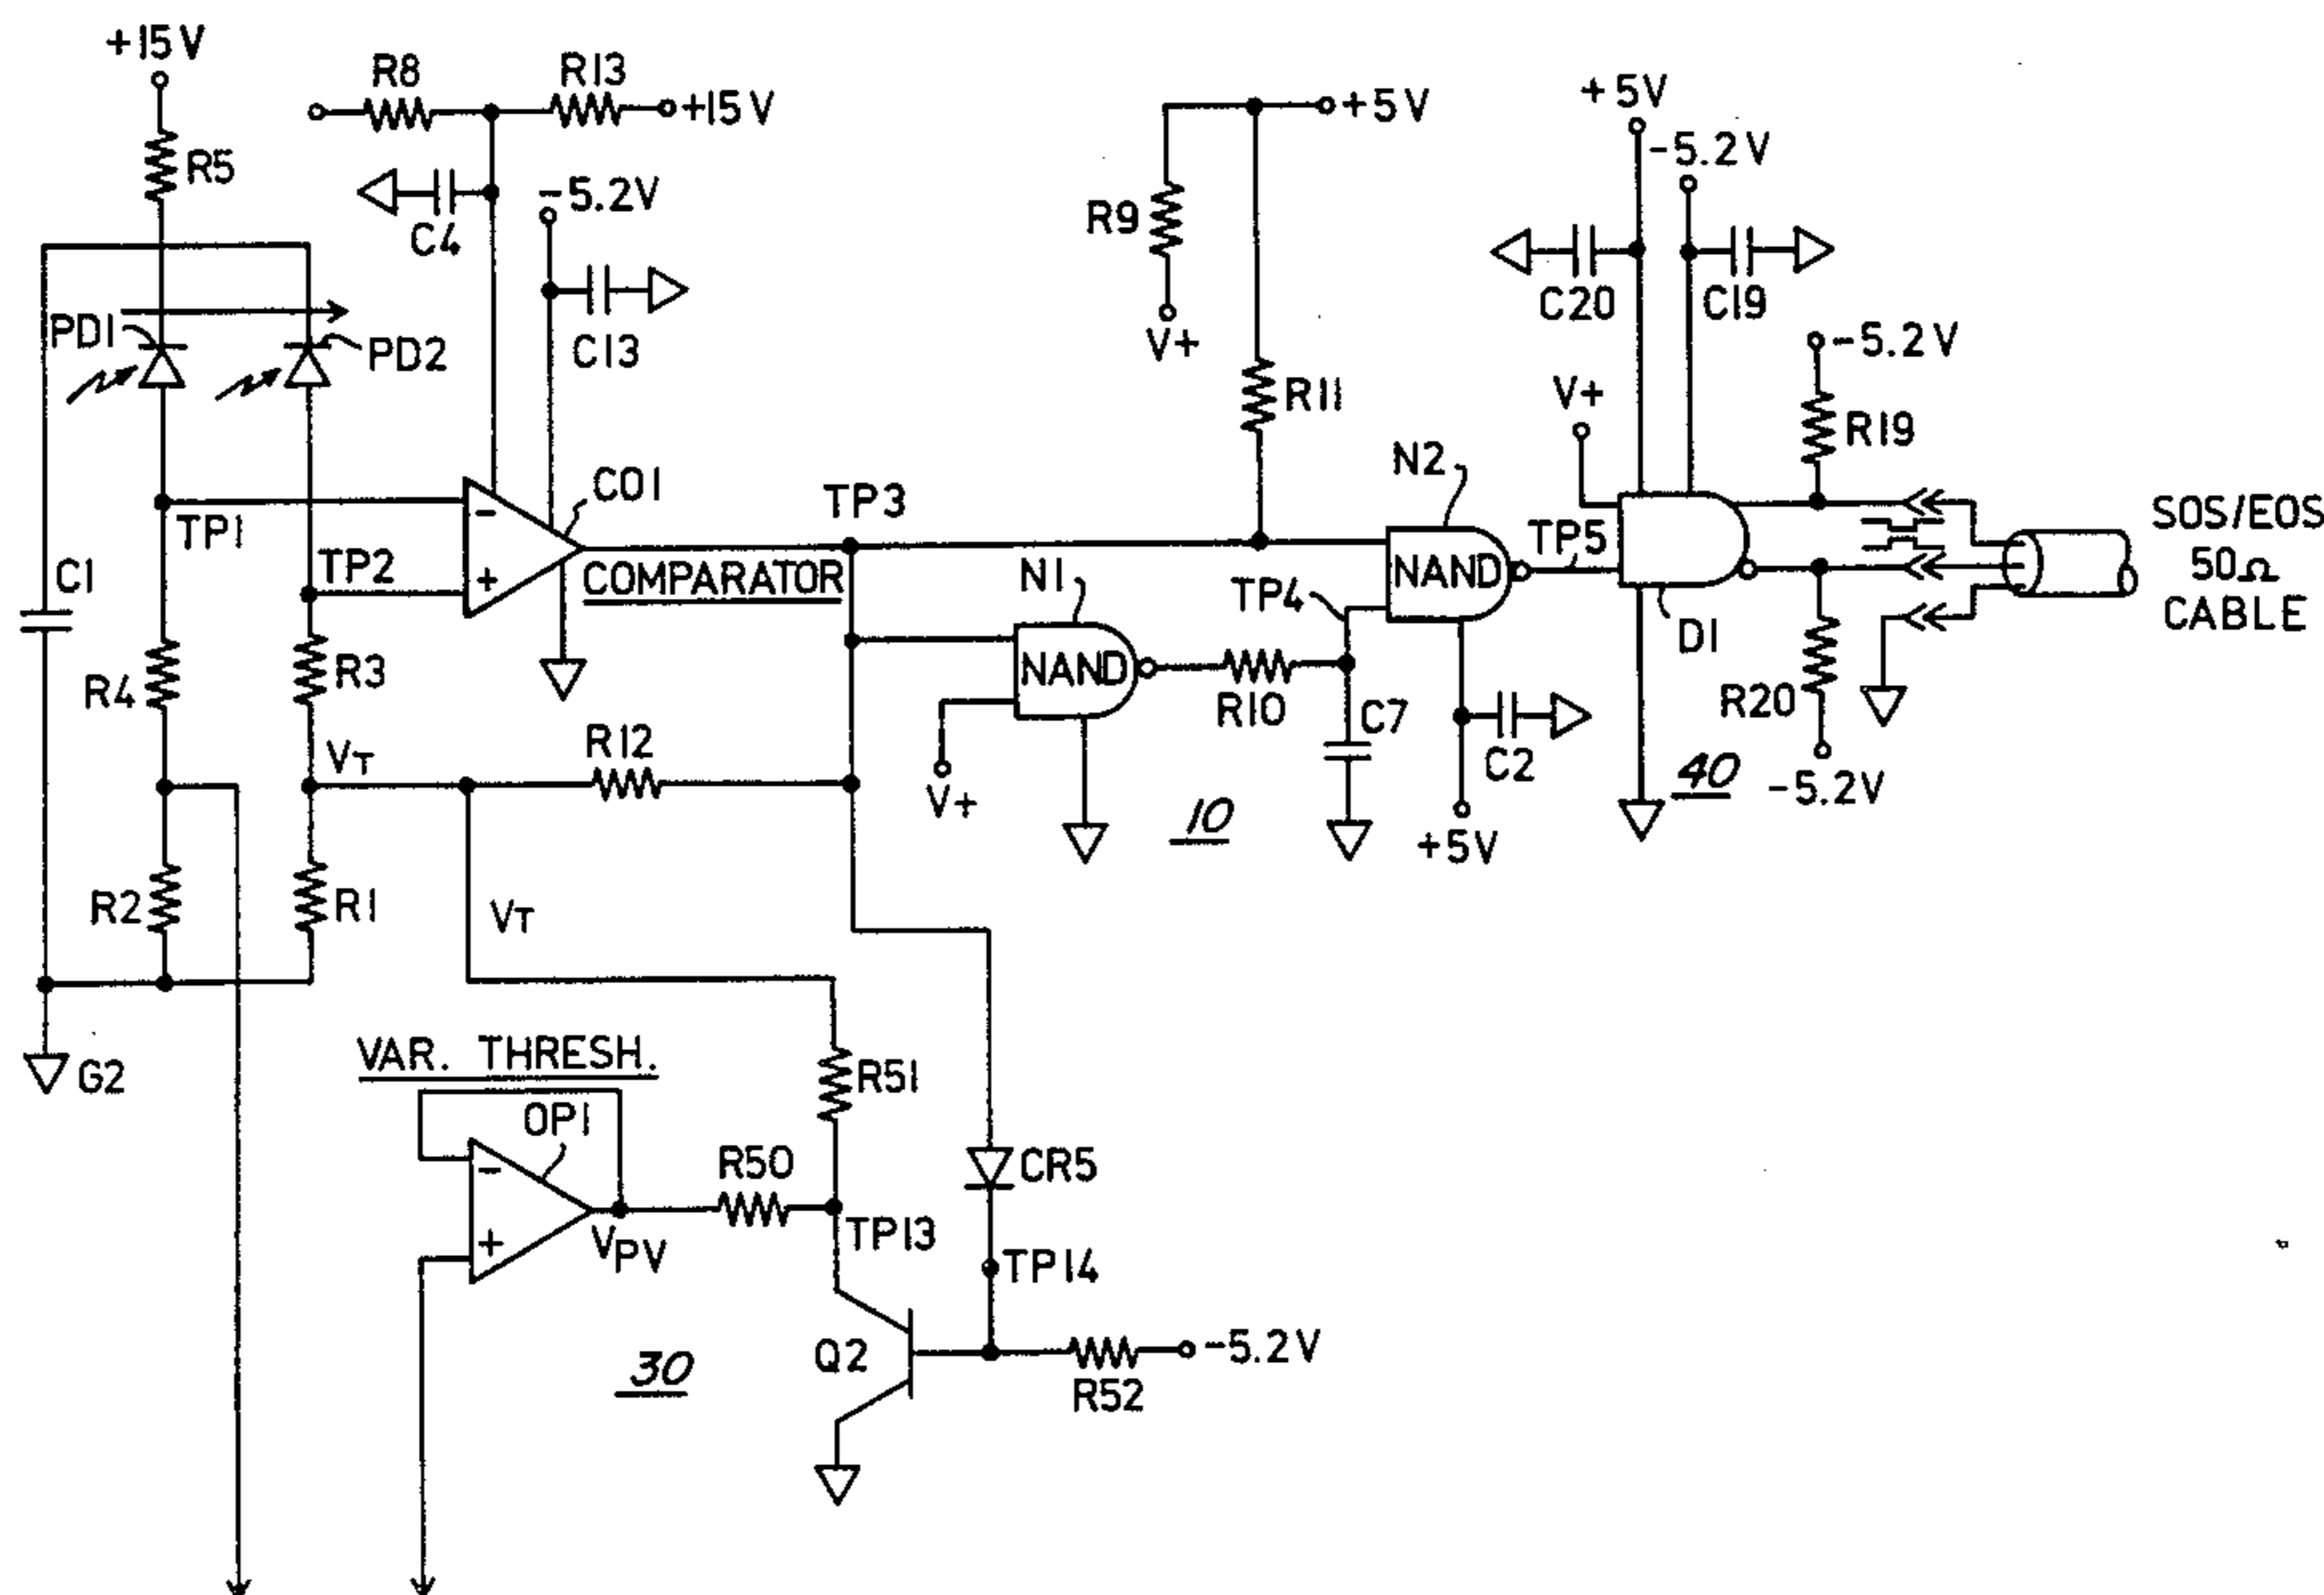 +15V
R8
R13
+15V
R5
C4
-5.2V
C13
PD1
PD2
C1
TP1
TP2
-
+
CO1
COMPARATOR
TP3
R9
V+
+5V
R11
+5V
-5.2V
C20
C19
V+
-5.2V
R19
N2
NAND
TP5
D1
SOS/EOS
50Ω
CABLE
N1
NAND
TP4
R10
C7
C2
+5V
V+
10
40
R20
-5.2V
R4
R3
VT
R12
R2
R1
VT
G2
VAR. THRESH.
OP1
-
+
VPV
R50
R51
TP13
CR5
TP14
Q2
R52
-5.2V
30